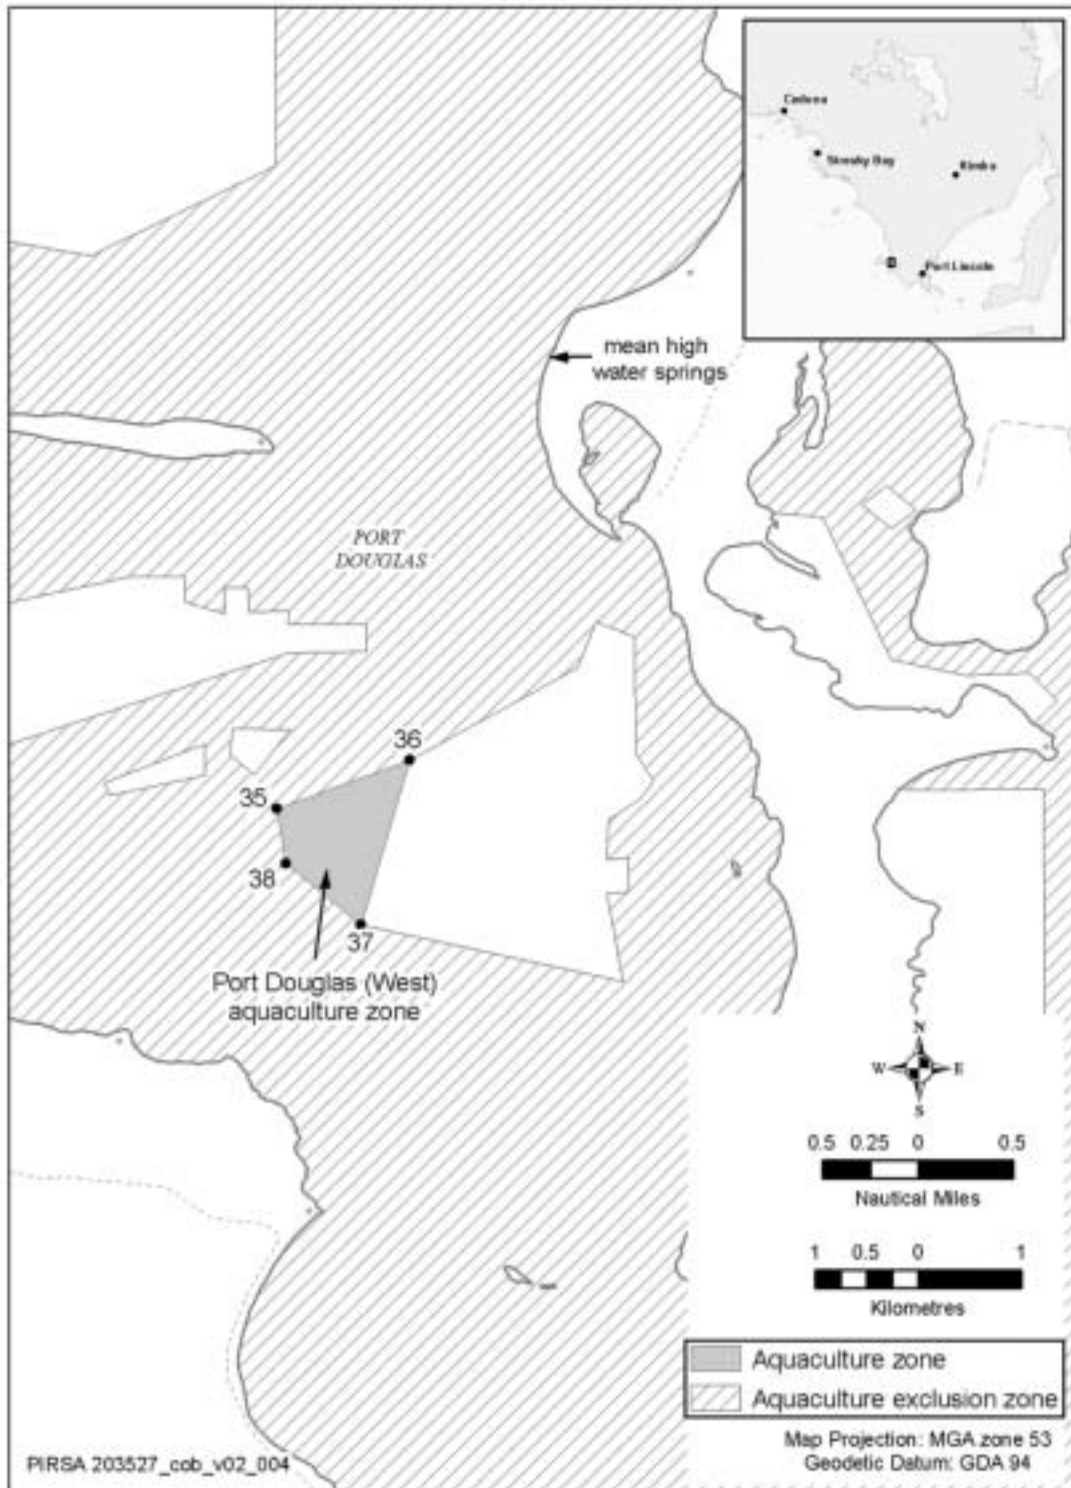 Ceduna
Streaky Bay
Kimba
Port Lincoln
mean high
water springs
PORT
DOUGLAS
36
35
38
37
Port Douglas (West)
aquaculture zone
N
W
E
S
0.5 0.25 0 0.5
Nautical Miles
1 0.5 0 1
Kilometres
Aquaculture zone
Aquaculture exclusion zone
Map Projection: MGA zone 53
Geodetic Datum: GDA 94
PIRSA 203527_cob_v02_004